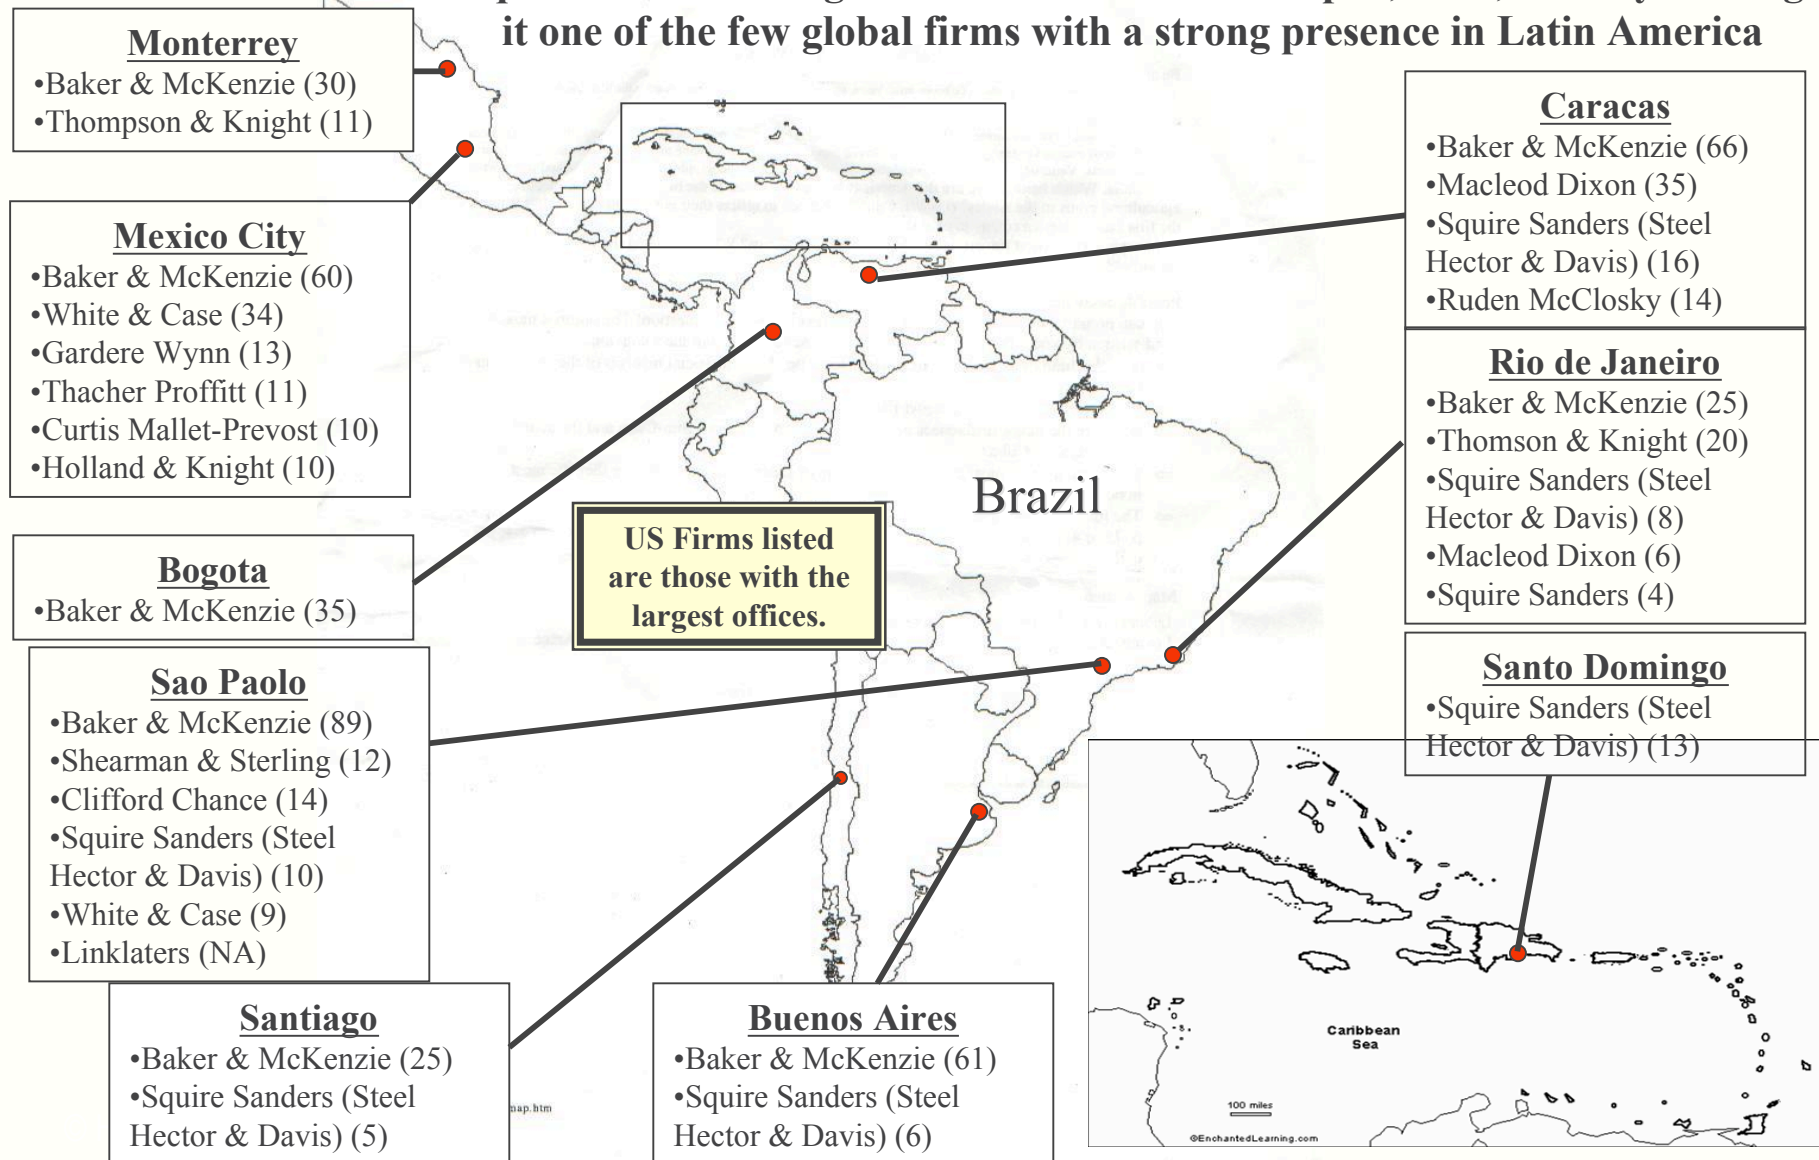 it one of the few global firms with a strong presence in Latin America
Monterrey
•Baker & McKenzie (30)
•Thompson & Knight (11)
Mexico City
•Baker & McKenzie (60)
•White & Case (34)
•Gardere Wynn (13)
•Thacher Proffitt (11)
•Curtis Mallet-Prevost (10)
•Holland & Knight (10)
Bogota
•Baker & McKenzie (35)
Sao Paolo
•Baker & McKenzie (89)
•Shearman & Sterling (12)
•Clifford Chance (14)
•Squire Sanders (Steel
Hector & Davis) (10)
•White & Case (9)
•Linklaters (NA)
Santiago
•Baker & McKenzie (25)
•Squire Sanders (Steel
Hector & Davis) (5)
map.htm
US Firms listed
are those with the
largest offices.
Brazil
Buenos Aires
•Baker & McKenzie (61)
•Squire Sanders (Steel
Hector & Davis) (6)
Caracas
•Baker & McKenzie (66)
•Macleod Dixon (35)
•Squire Sanders (Steel
Hector & Davis) (16)
•Ruden McClosky (14)
Rio de Janeiro
•Baker & McKenzie (25)
•Thomson & Knight (20)
•Squire Sanders (Steel
Hector & Davis) (8)
•Macleod Dixon (6)
•Squire Sanders (4)
Santo Domingo
•Squire Sanders (Steel
Hector & Davis) (13)
Caribbean
Sea
100 miles
©EnchantedLearning.com